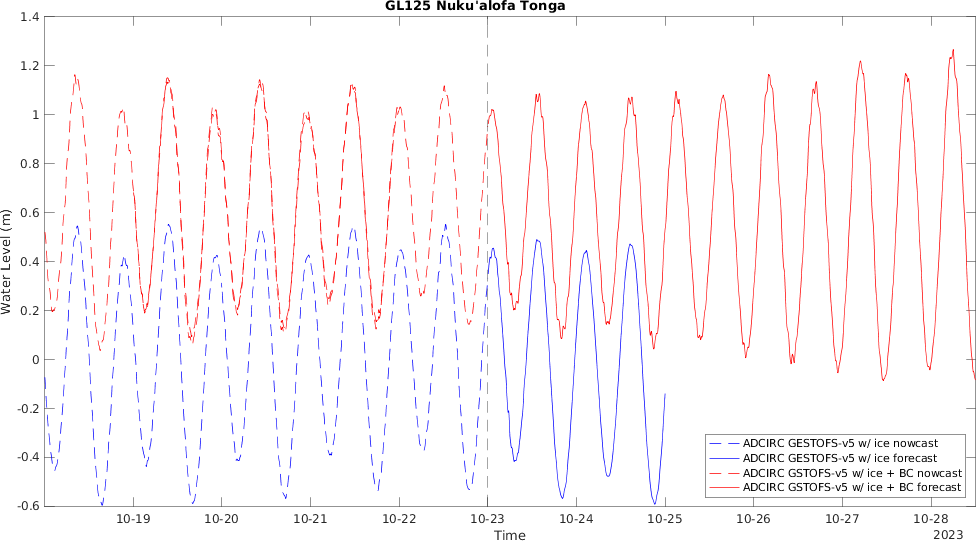 GL125 Nuku'alofa Tonga
Water Level (m)
1.4
1.2
1
0.8
0.6
0.4
0.2
0
-0.2
-0.4
-0.6
ADCIRC GESTOFS-v5 w/ ice nowcast
ADCIRC GESTOFS-v5 w/ ice forecast
ADCIRC GSTOFS-v5 w/ ice + BC nowcast
ADCIRC GSTOFS-v5 w/ ice + BC forecast
10-19 10-20 10-21 10-22 10-23 10-24 10-25 10-26 10-27 10-28
2023
Time